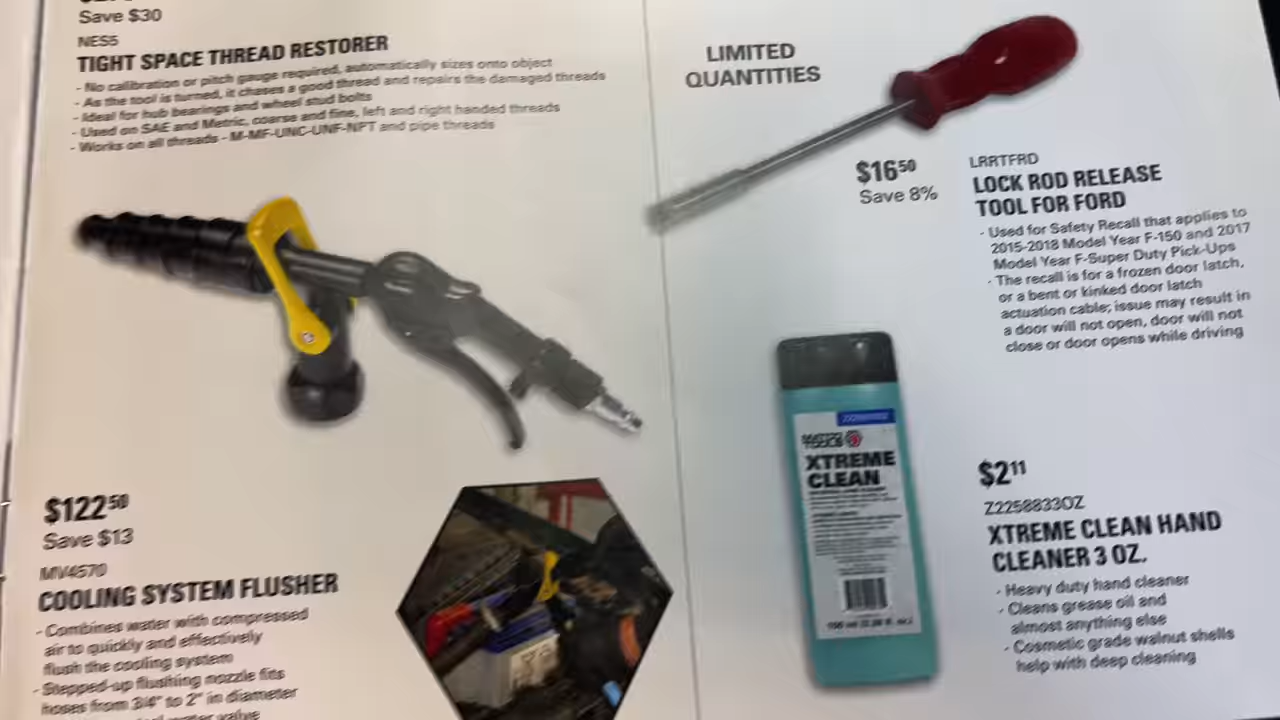 Save $30
NES5
TIGHT SPACE THREAD RESTORER
- No calibration or pitch gauge required, automatically sizes onto object
- As the tool is turned, it chases a good thread and repairs the damaged threads
- Ideal for hub bearings and wheel stud bolts
- Used on SAE and Metric, coarse and fine, left and right handed threads
- Works on all threads - M-MF-UNC-UNF-NPT and pipe threads
$122 50
Save $13
MV4570
COOLING SYSTEM FLUSHER
- Combines water with compressed
air to quickly and effectively
flush the cooling system
- Stepped-up flushing nozzle fits
hoses from 3/4" to 2" in diameter
water valve
LIMITED
QUANTITIES
$16 50
Save 8%
LRRTFRD
LOCK ROD RELEASE
TOOL FOR FORD
- Used for Safety Recall that applies to
2015-2018 Model Year F-150 and 2017
Model Year F-Super Duty Pick-Ups
- The recall is for a frozen door latch,
or a bent or kinked door latch
actuation cable; issue may result in
a door will not open, door will not
close or door opens while driving
TOOLS
XTREME
CLEAN
$2 11
Z2258833OZ
XTREME CLEAN HAND
CLEANER 3 OZ.
- Heavy duty hand cleaner
- Cleans grease oil and
almost anything else
- Cosmetic grade walnut shells
help with deep cleaning